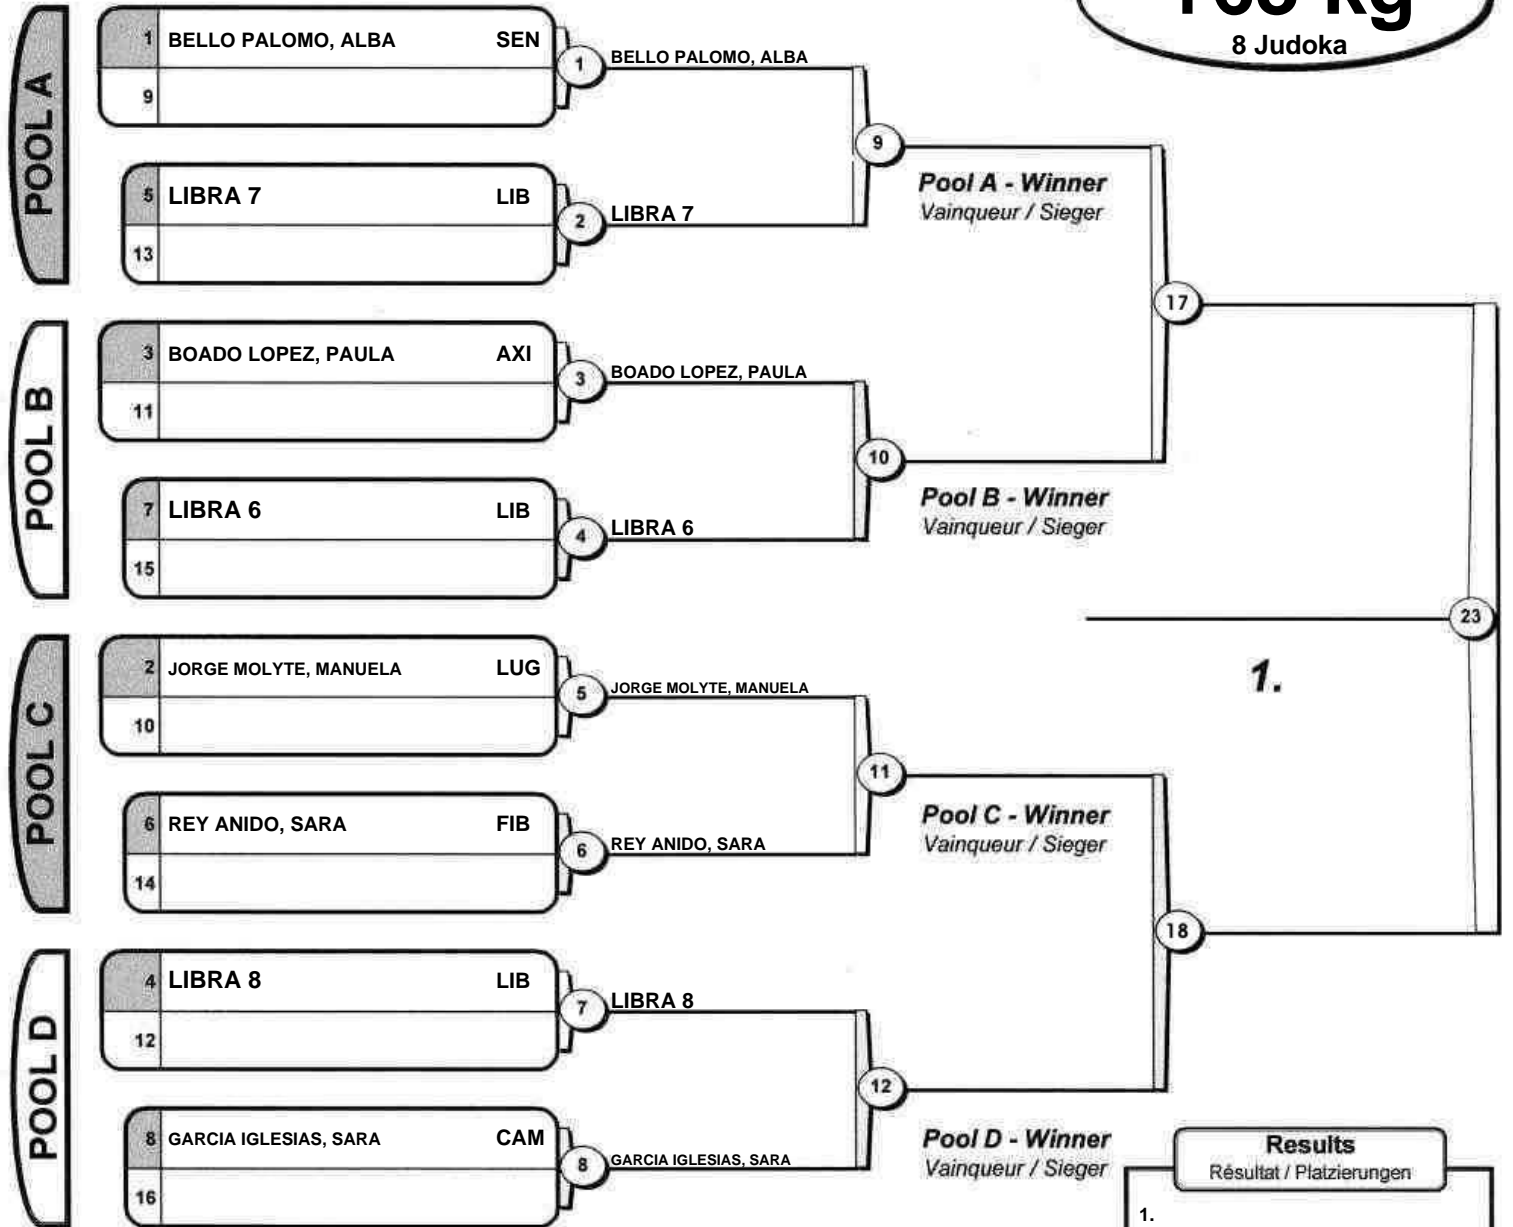 8 Judoka
POOL A
1 BELLO PALOMO, ALBA SEN
9
1 BELLO PALOMO, ALBA
5 LIBRA 7 LIB
13
2 LIBRA 7
9
Pool A - Winner
Vainqueur / Sieger
POOL B
3 BOADO LOPEZ, PAULA AXI
11
3 BOADO LOPEZ, PAULA
7 LIBRA 6 LIB
15
4 LIBRA 6
10
Pool B - Winner
Vainqueur / Sieger
17
POOL C
2 JORGE MOLYTE, MANUELA LUG
10
5 JORGE MOLYTE, MANUELA
6 REY ANIDO, SARA FIB
14
6 REY ANIDO, SARA
11
Pool C - Winner
Vainqueur / Sieger
POOL D
4 LIBRA 8 LIB
12
7 LIBRA 8
8 GARCIA IGLESIAS, SARA CAM
16
8 GARCIA IGLESIAS, SARA
12
Pool D - Winner
Vainqueur / Sieger
18
23
1.
Results
Résultat / Platzierungen
1.